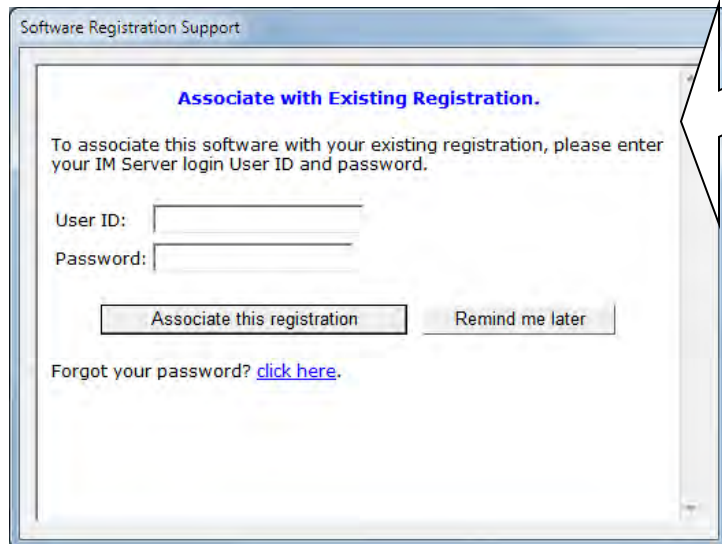 Software Registration Support
Associate with Existing Registration.
To associate this software with your existing registration, please enter
your IM Server login User ID and password.
User ID:
Password:
Associate this registration Remind me later
Forgot your password? click here.